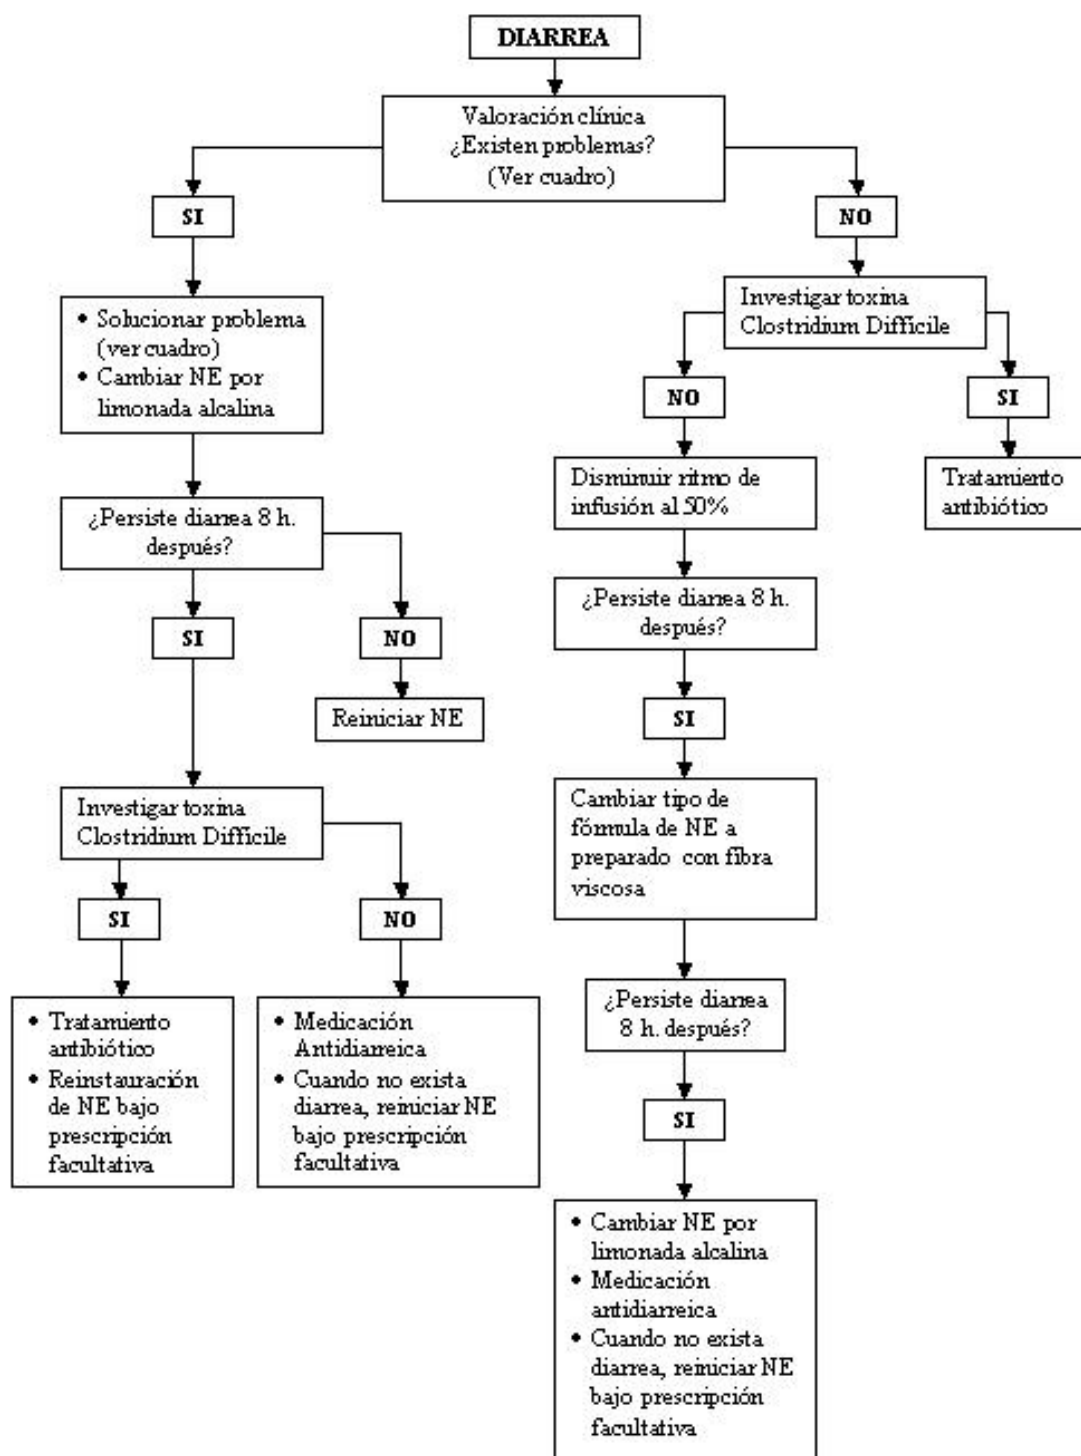 DIARREA
Valoración clínica
¿Existen problemas?
(Ver cuadro)
SI
NO
• Solucionar problema
(ver cuadro)
• Cambiar NE por
limonada alcalina
¿Persiste diarrea 8 h.
después?
SI
NO
Reiniciar NE
Investigar toxina
Clostridium Difficile
SI
NO
• Tratamiento
antibiótico
• Reinstauración
de NE bajo
prescripción
facultativa
• Medicación
Antidiarreica
• Cuando no exista
diarrea, reiniciar NE
bajo prescripción
facultativa
Investigar toxina
Clostridium Difficile
NO
SI
Tratamiento
antibiótico
Disminuir ritmo de
infusión al 50%
¿Persiste diarrea 8 h.
después?
SI
Cambiar tipo de
fórmula de NE a
preparado con fibra
viscosa
¿Persiste diarrea
8 h. después?
SI
• Cambiar NE por
limonada alcalina
• Medicación
antidiarreica
• Cuando no exista
diarrea, reiniciar NE
bajo prescripción
facultativa